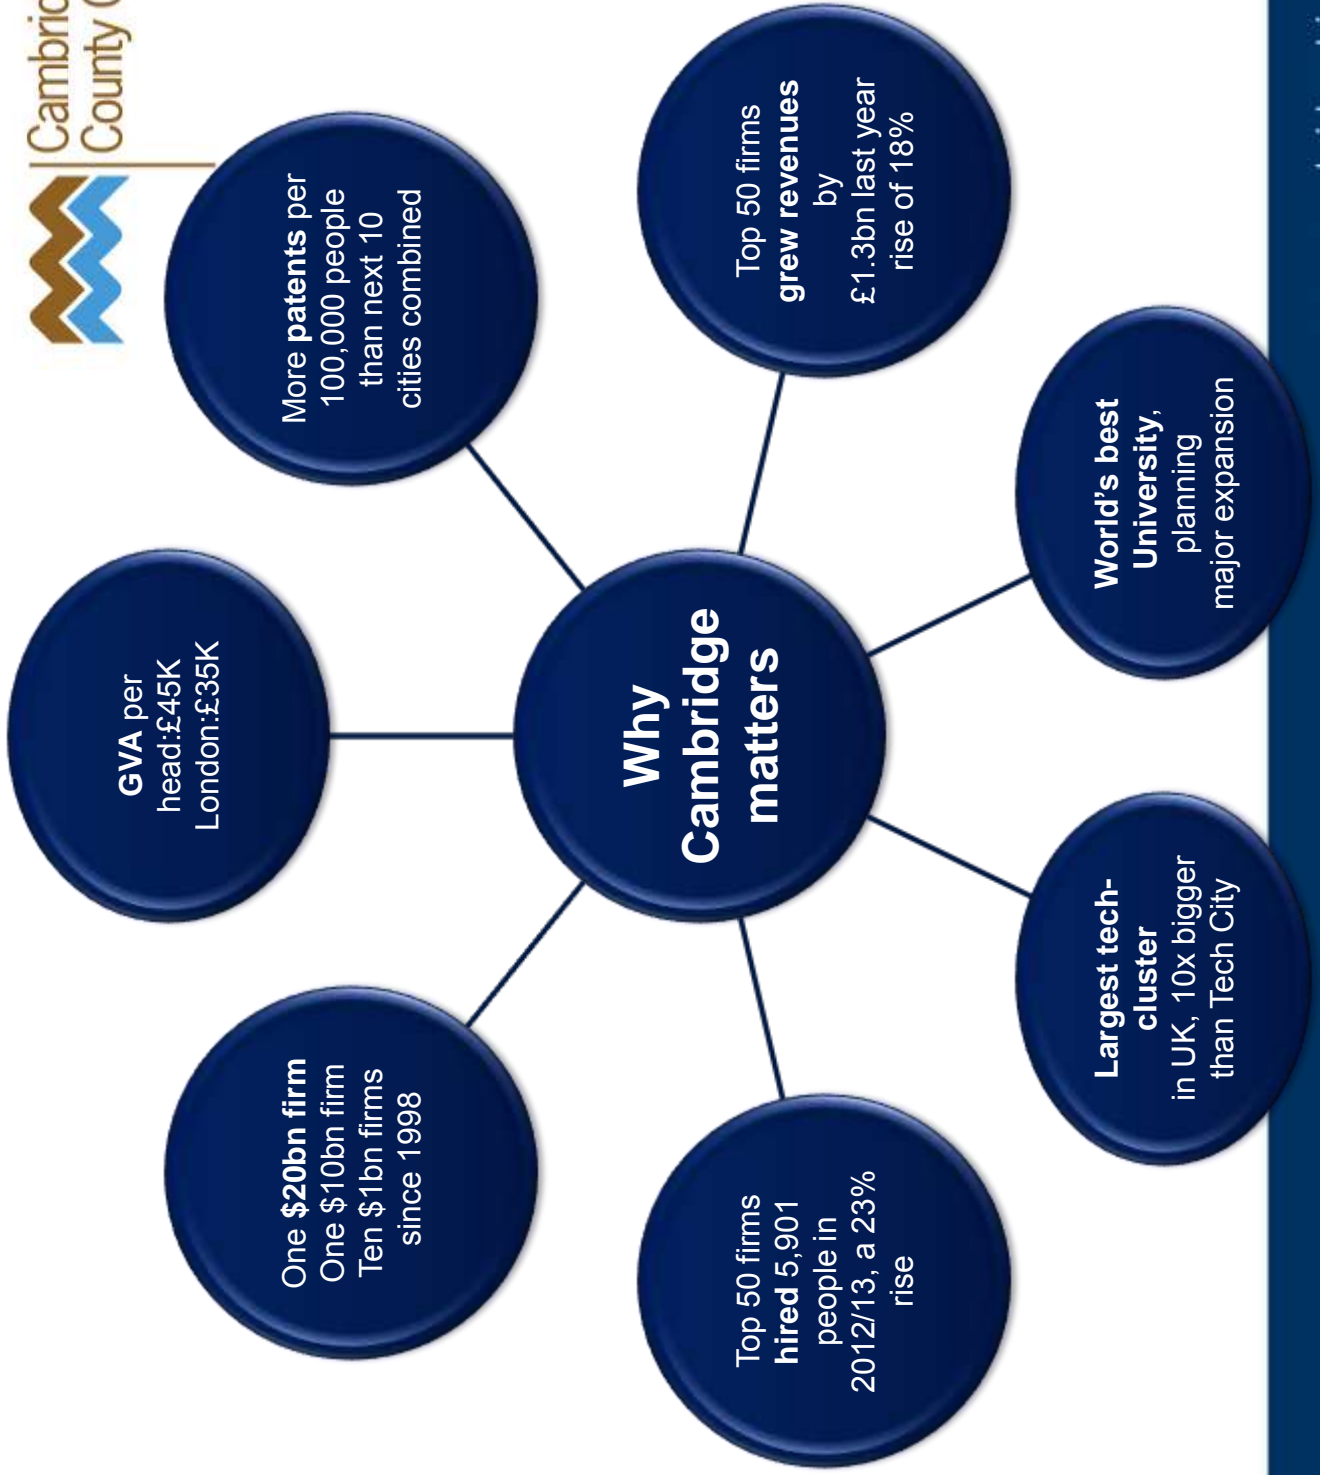 Why
Cambridge
matters
GVA per
head:£45K
London:£35K
More patents per
100,000 people
than next 10
cities combined
Top 50 firms
grew revenues
by
£1.3bn last year
rise of 18%
World's best
University,
planning
major expansion
Largest tech-
cluster
in UK, 10x bigger
than Tech City
Top 50 firms
hired 5,901
people in
2012/13, a 23%
rise
One $20bn firm
One $10bn firm
Ten $1bn firms
since 1998
County